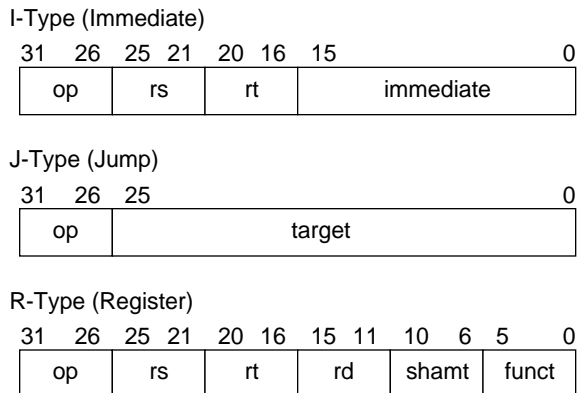 I-Type (Immediate)
31 26 25 21 20 16 15 0
op rs rt immediate
J-Type (Jump)
31 26 25 0
op target
R-Type (Register)
31 26 25 21 20 16 15 11 10 6 5 0
op rs rt rd shamt funct